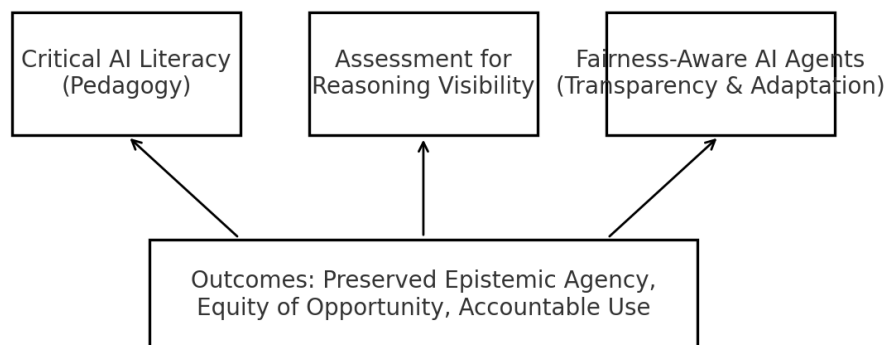 Critical AI Literacy
(Pedagogy)
Assessment for
Reasoning Visibility
Fairness-Aware AI Agents
(Transparency & Adaptation)
Outcomes: Preserved Epistemic Agency,
Equity of Opportunity, Accountable Use